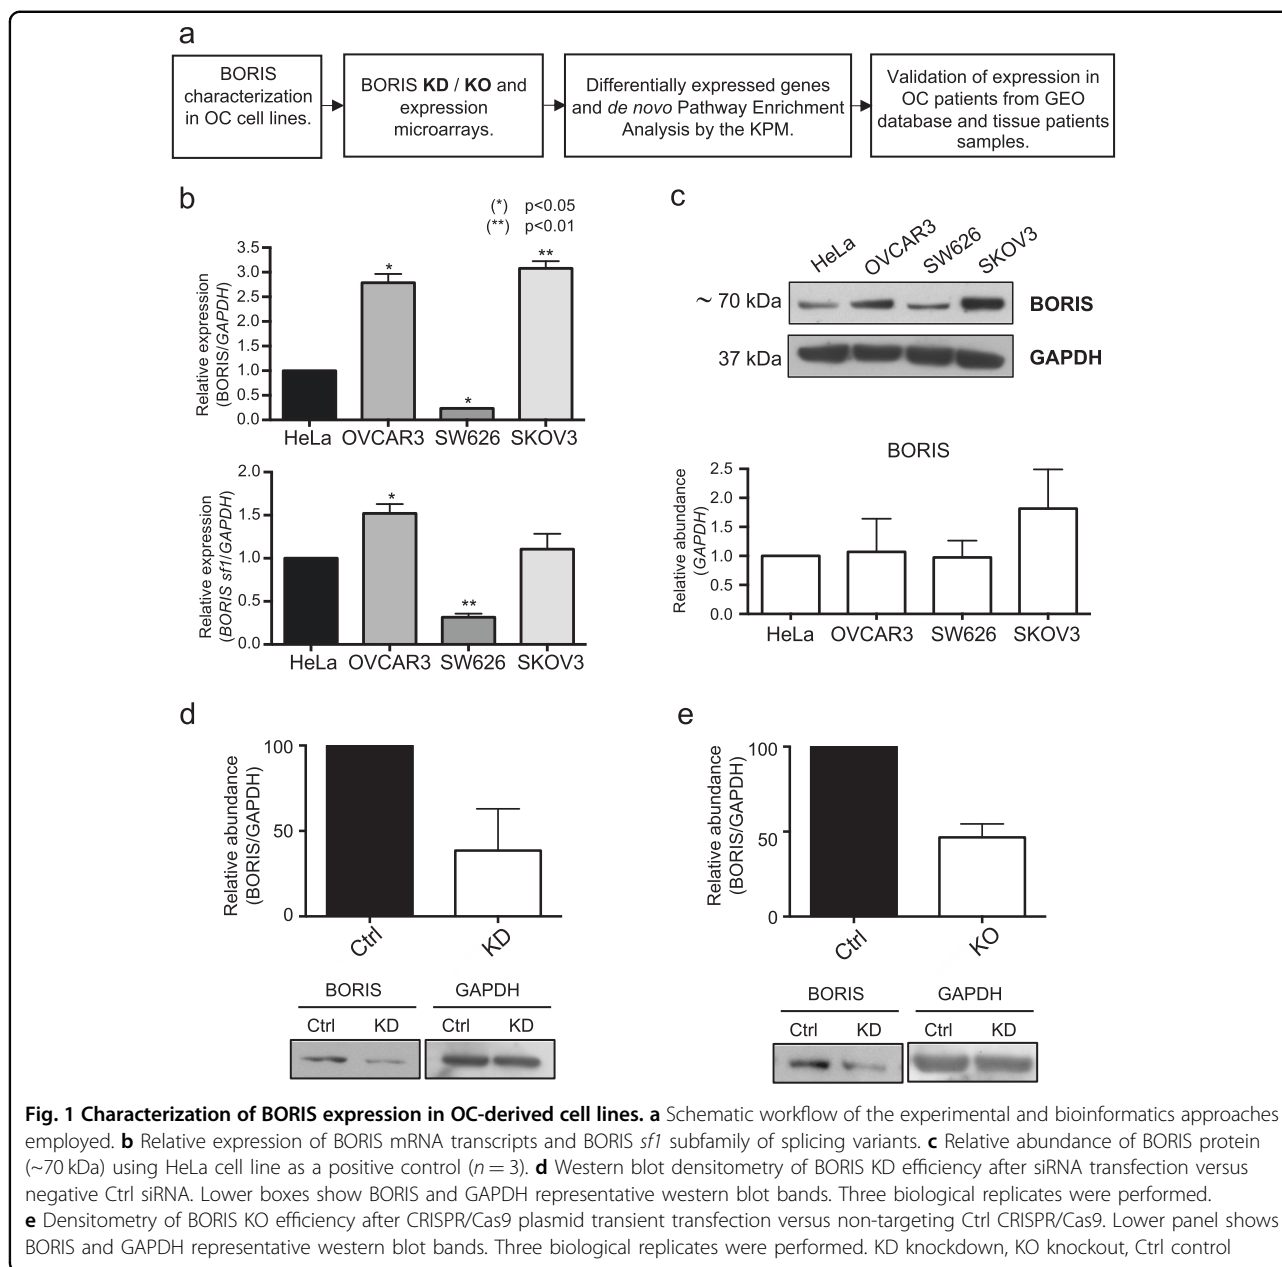 a
BORIS
characterization
in OC cell lines.
BORIS KD / KO and
expression
microarrays.
Differentially expressed genes
and de novo Pathway Enrichment
Analysis by the KPM.
Validation of expression in
OC patients from GEO
database and tissue patients
samples.
b
(*) p<0.05
(**) p<0.01
Relative expression
(BORIS/GAPDH)
3.5
3.0
2.5
2.0
1.5
1.0
0.5
0.0
*
*
**
HeLa OVCAR3 SW626 SKOV3
Relative expression
(BORIS sf1/GAPDH)
2.0
1.5
1.0
0.5
0.0
*
**
HeLa OVCAR3 SW626 SKOV3
c
HeLa OVCAR3 SW626 SKOV3
~ 70 kDa BORIS
37 kDa GAPDH
BORIS
Relative abundance
(GAPDH)
2.5
2.0
1.5
1.0
0.5
0.0
HeLa OVCAR3 SW626 SKOV3
d
Relative abundance
(BORIS/GAPDH)
100
50
0
Ctrl KD
BORIS GAPDH
Ctrl KD Ctrl KD
e
Relative abundance
(BORIS/GAPDH)
100
50
0
Ctrl KO
BORIS GAPDH
Ctrl KD Ctrl KD
Fig. 1 Characterization of BORIS expression in OC-derived cell lines. a Schematic workflow of the experimental and bioinformatics approaches
employed. b Relative expression of BORIS mRNA transcripts and BORIS sf1 subfamily of splicing variants. c Relative abundance of BORIS protein
(~70 kDa) using HeLa cell line as a positive control (n = 3). d Western blot densitometry of BORIS KD efficiency after siRNA transfection versus
negative Ctrl siRNA. Lower boxes show BORIS and GAPDH representative western blot bands. Three biological replicates were performed.
e Densitometry of BORIS KO efficiency after CRISPR/Cas9 plasmid transient transfection versus non-targeting Ctrl CRISPR/Cas9. Lower panel shows
BORIS and GAPDH representative western blot bands. Three biological replicates were performed. KD knockdown, KO knockout, Ctrl control